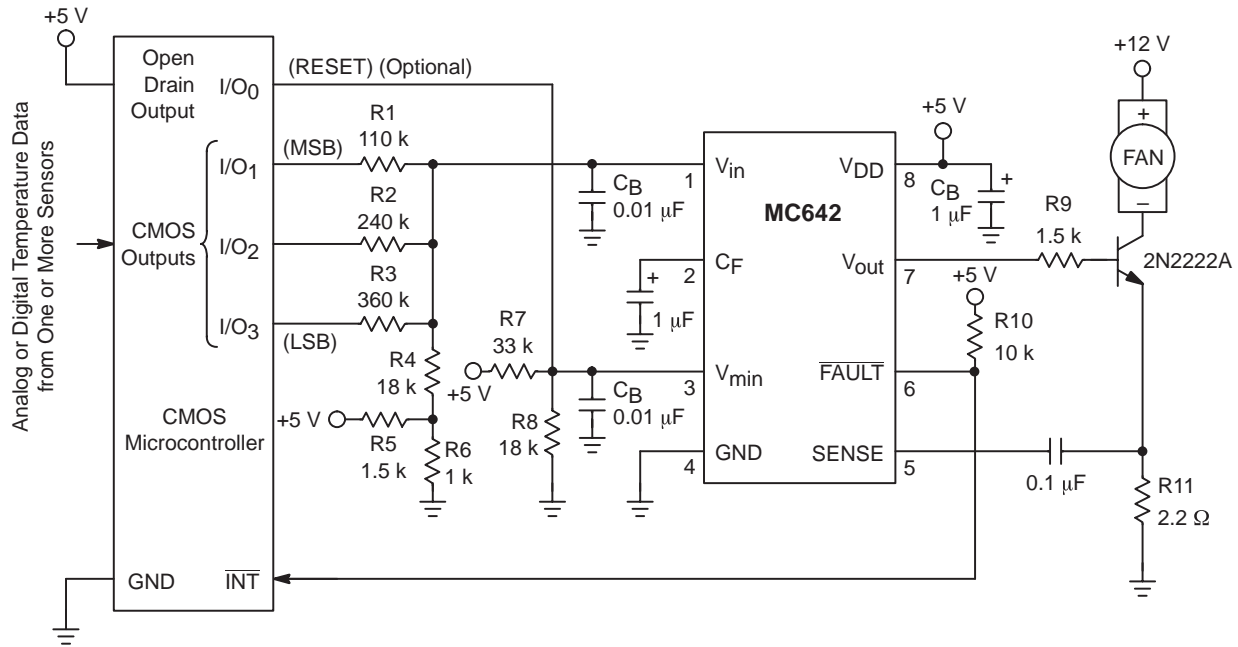 +5 V
Open
Drain
Output
I/O0
(RESET) (Optional)
Analog or Digital Temperature Data
from One or More Sensors
CMOS
Outputs
I/O1
(MSB)
I/O2
I/O3
(LSB)
R1
110 k
R2
240 k
R3
360 k
R4
18 k
+5 V
R5
1.5 k
R6
1 k
CMOS
Microcontroller
GND
INT
R7
33 k
+5 V
R8
18 k
CB
0.01 μF
+
1 μF
CB
0.01 μF
1
Vin
2
CF
3
Vmin
4
GND
MC642
VDD
8
Vout
7
FAULT
6
SENSE
5
+5 V
CB
1 μF
+
R9
1.5 k
+5 V
R10
10 k
0.1 μF
+12 V
+
FAN
–
2N2222A
R11
2.2 Ω